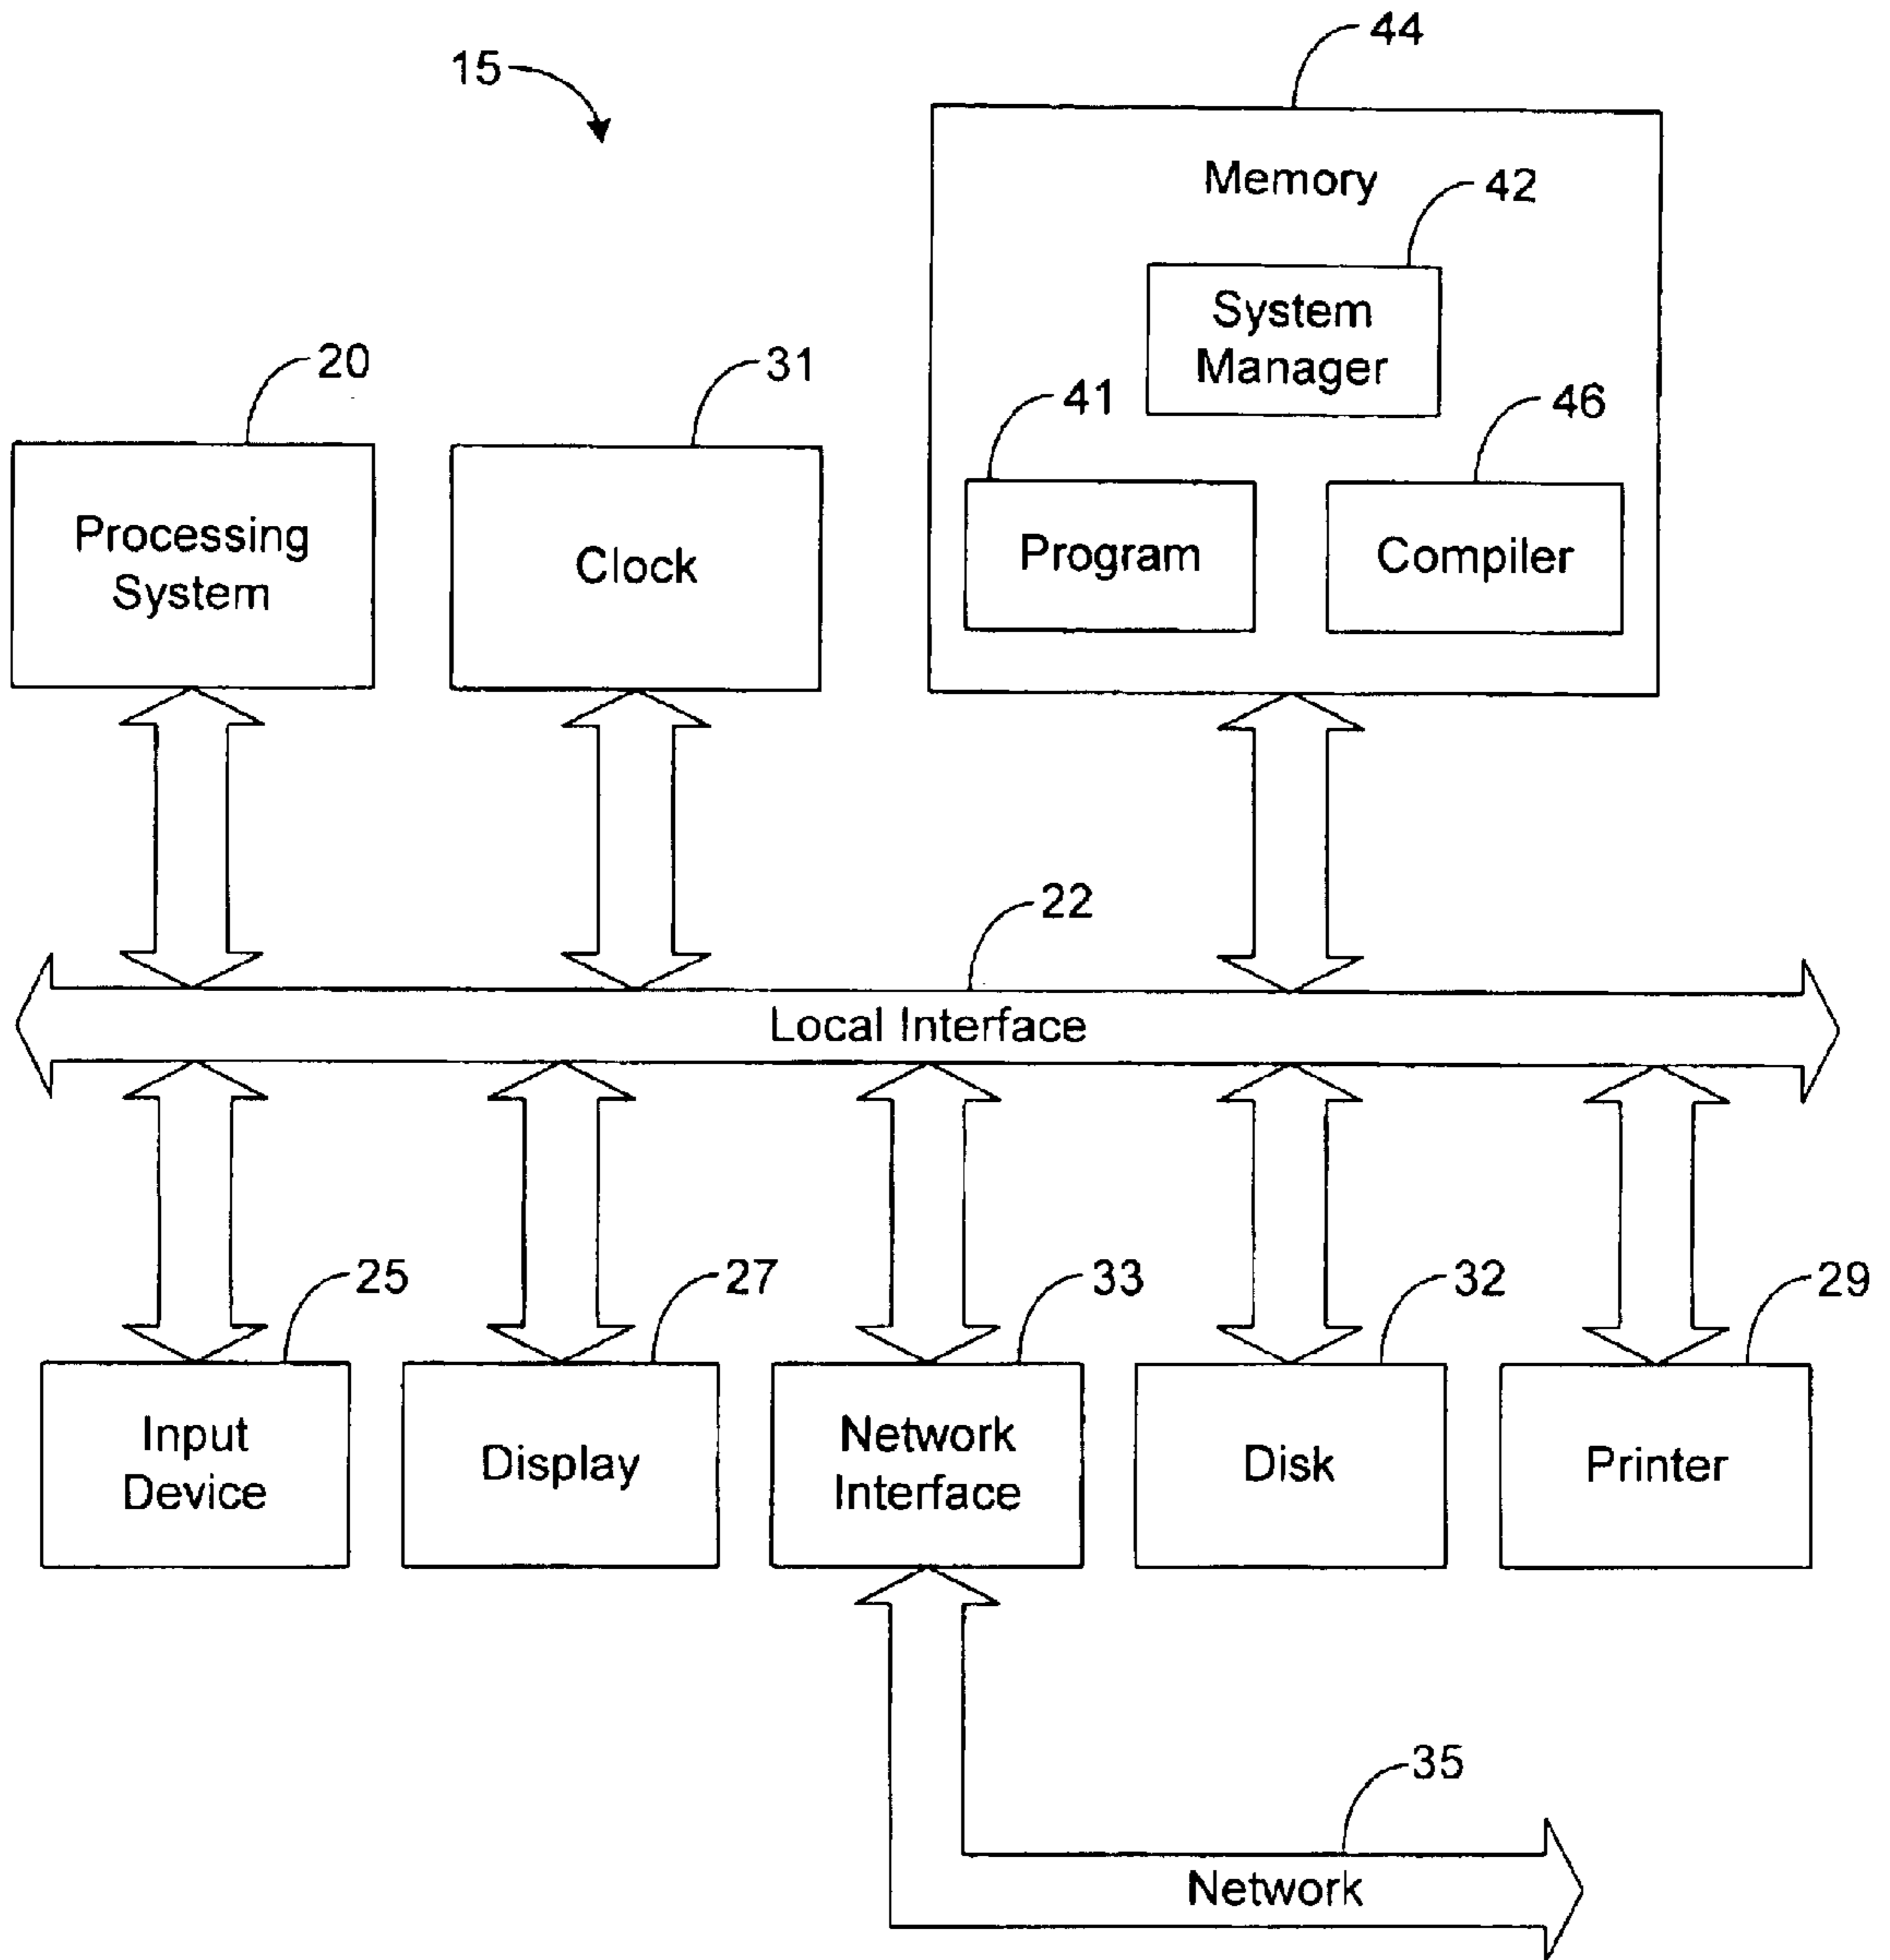 44
15
Memory
42
System
Manager
20
31
41
46
Processing
System
Clock
Program
Compiler
22
Local Interface
25
27
33
32
29
Input
Device
Display
Network
Interface
Disk
Printer
35
Network